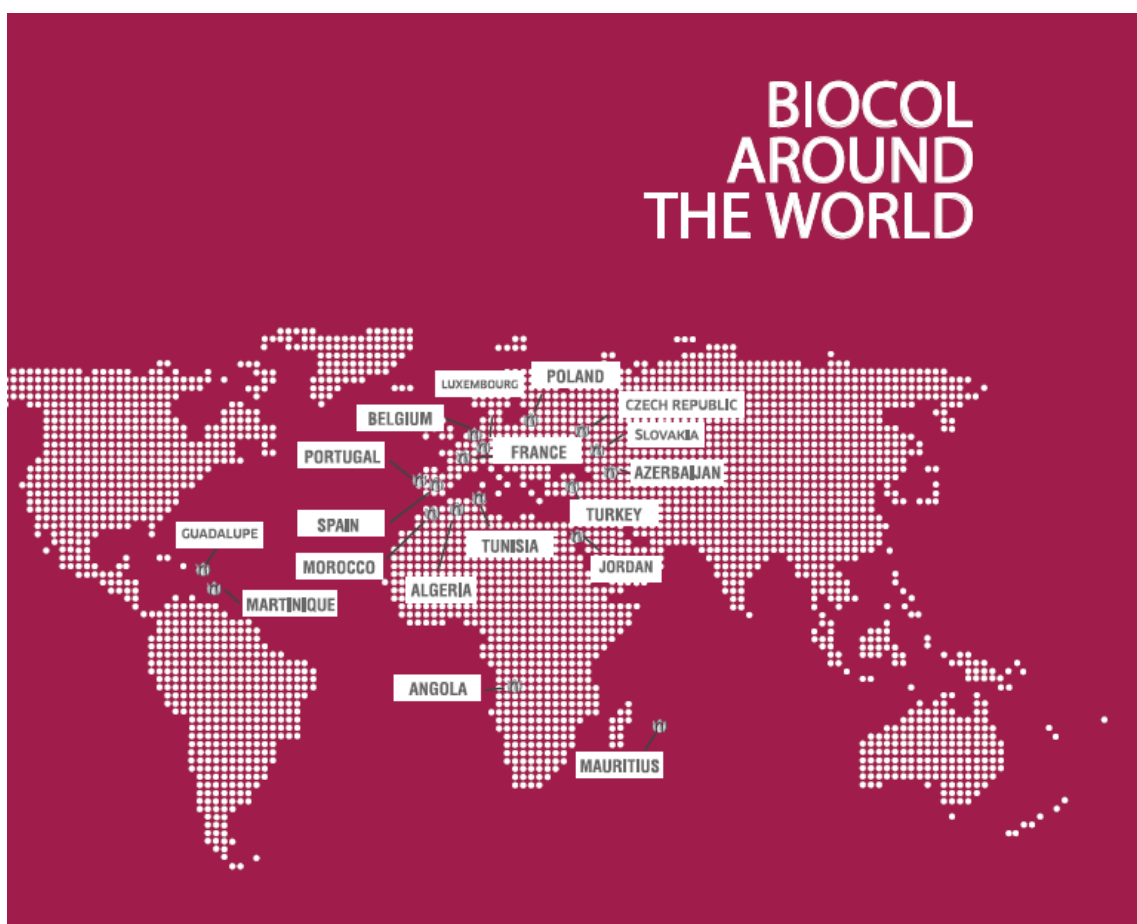 BIOCOL
AROUND
THE WORLD
LUXEMBOURG
POLAND
BELGIUM
CZECH REPUBLIC
FRANCE
SLOVAKIA
PORTUGAL
AZERBAIJAN
SPAIN
TURKEY
GUADALUPE
TUNISIA
MOROCCO
JORDAN
ALGERIA
MARTINIQUE
ANGOLA
MAURITIUS